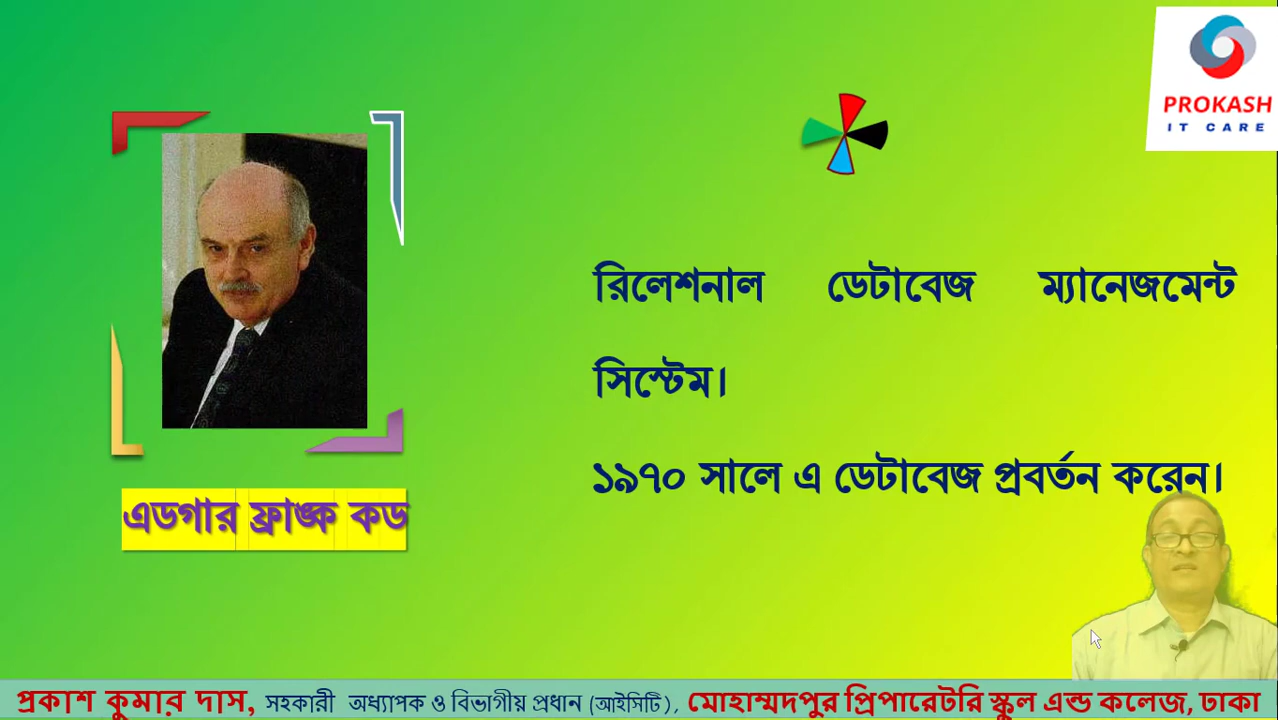 PROKASH
IT CARE
রিলেশনাল ডেটাবেজ ম্যানেজমেন্ট
সিস্টেম।
১৯৭০ সালে এ ডেটাবেজ প্রবর্তন করেন।
এডগার ফ্রাঙ্ক কড
প্রকাশ কুমার দাস, সহকারী অধ্যাপক ও বিভাগীয় প্রধান (আইসিটি), মোহাম্মদপুর প্রিপারেটরি স্কুল এন্ড কলেজ, ঢাকা